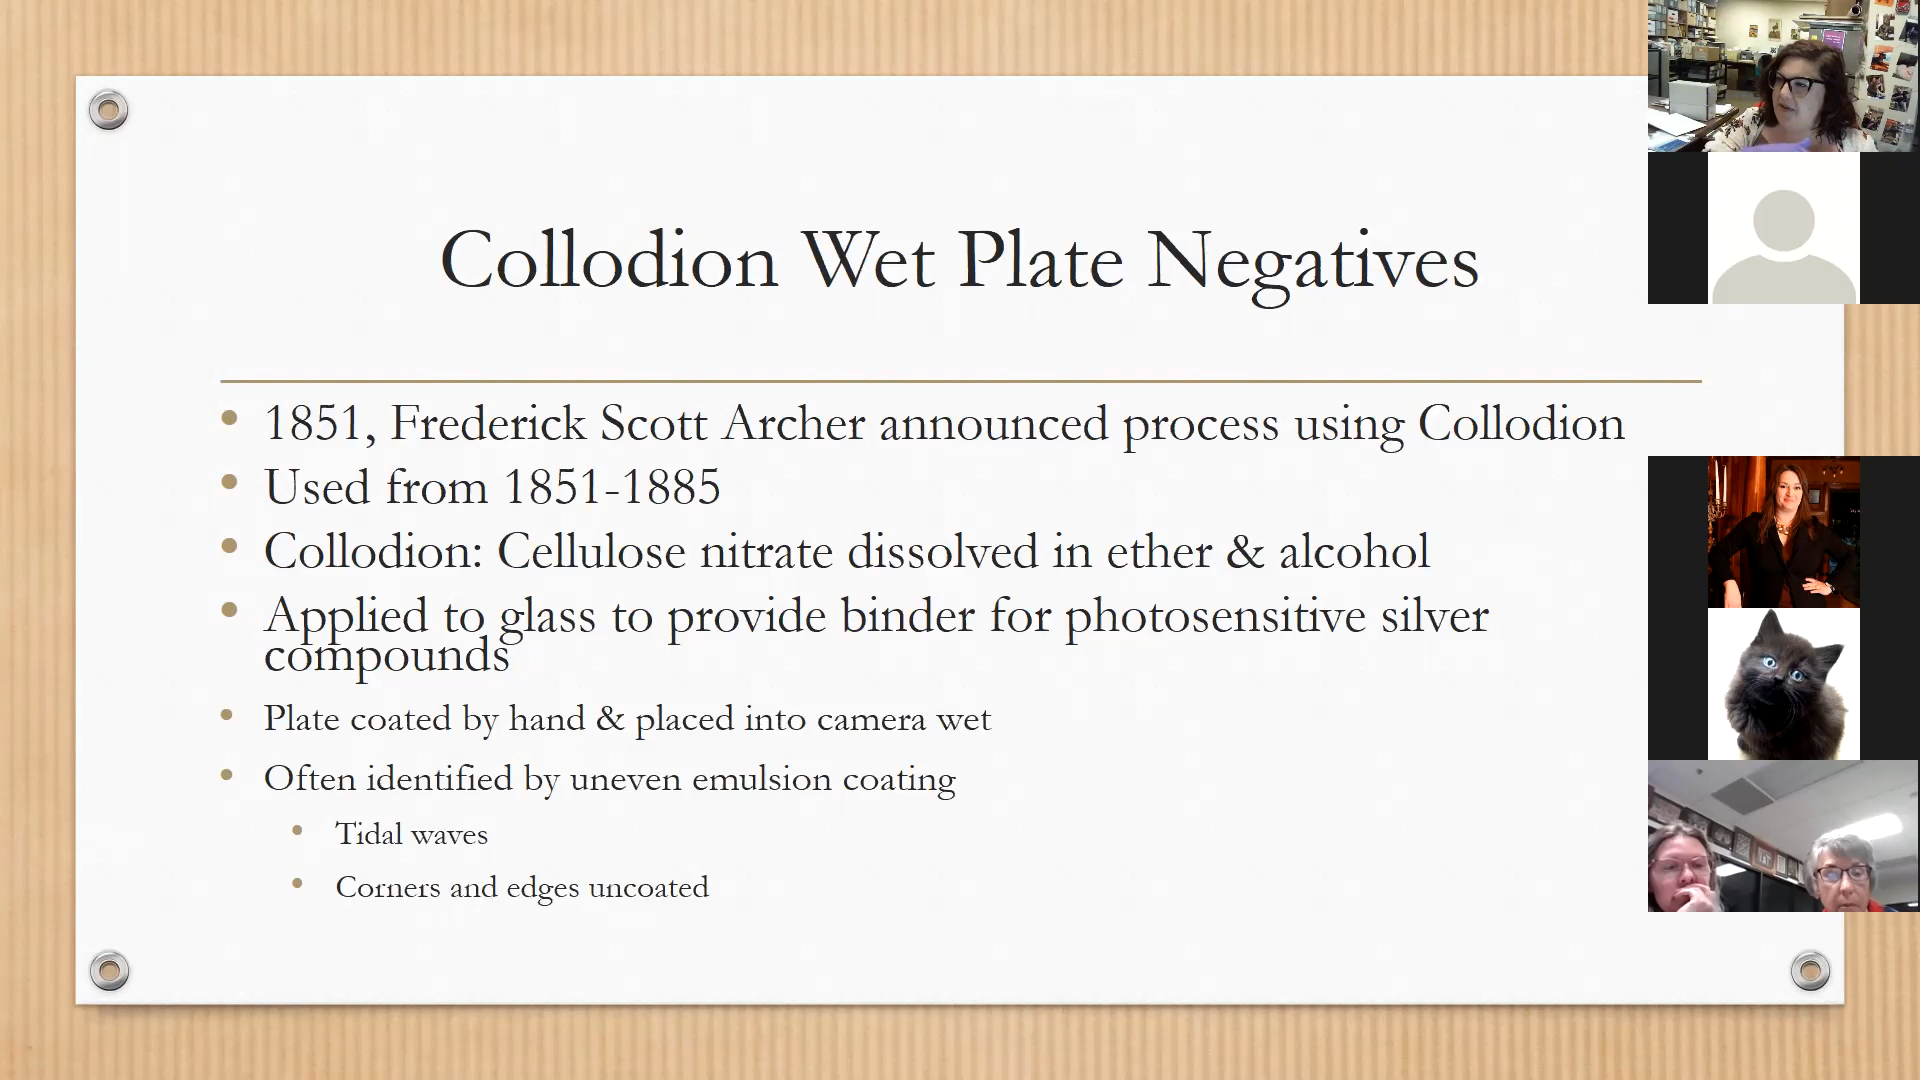 Collodion Wet Plate Negatives
1851, Frederick Scott Archer announced process using Collodion
Used from 1851-1885
Collodion: Cellulose nitrate dissolved in ether & alcohol
Applied to glass to provide binder for photosensitive silver
compounds
Plate coated by hand & placed into camera wet
Often identified by uneven emulsion coating
Tidal waves
Corners and edges uncoated